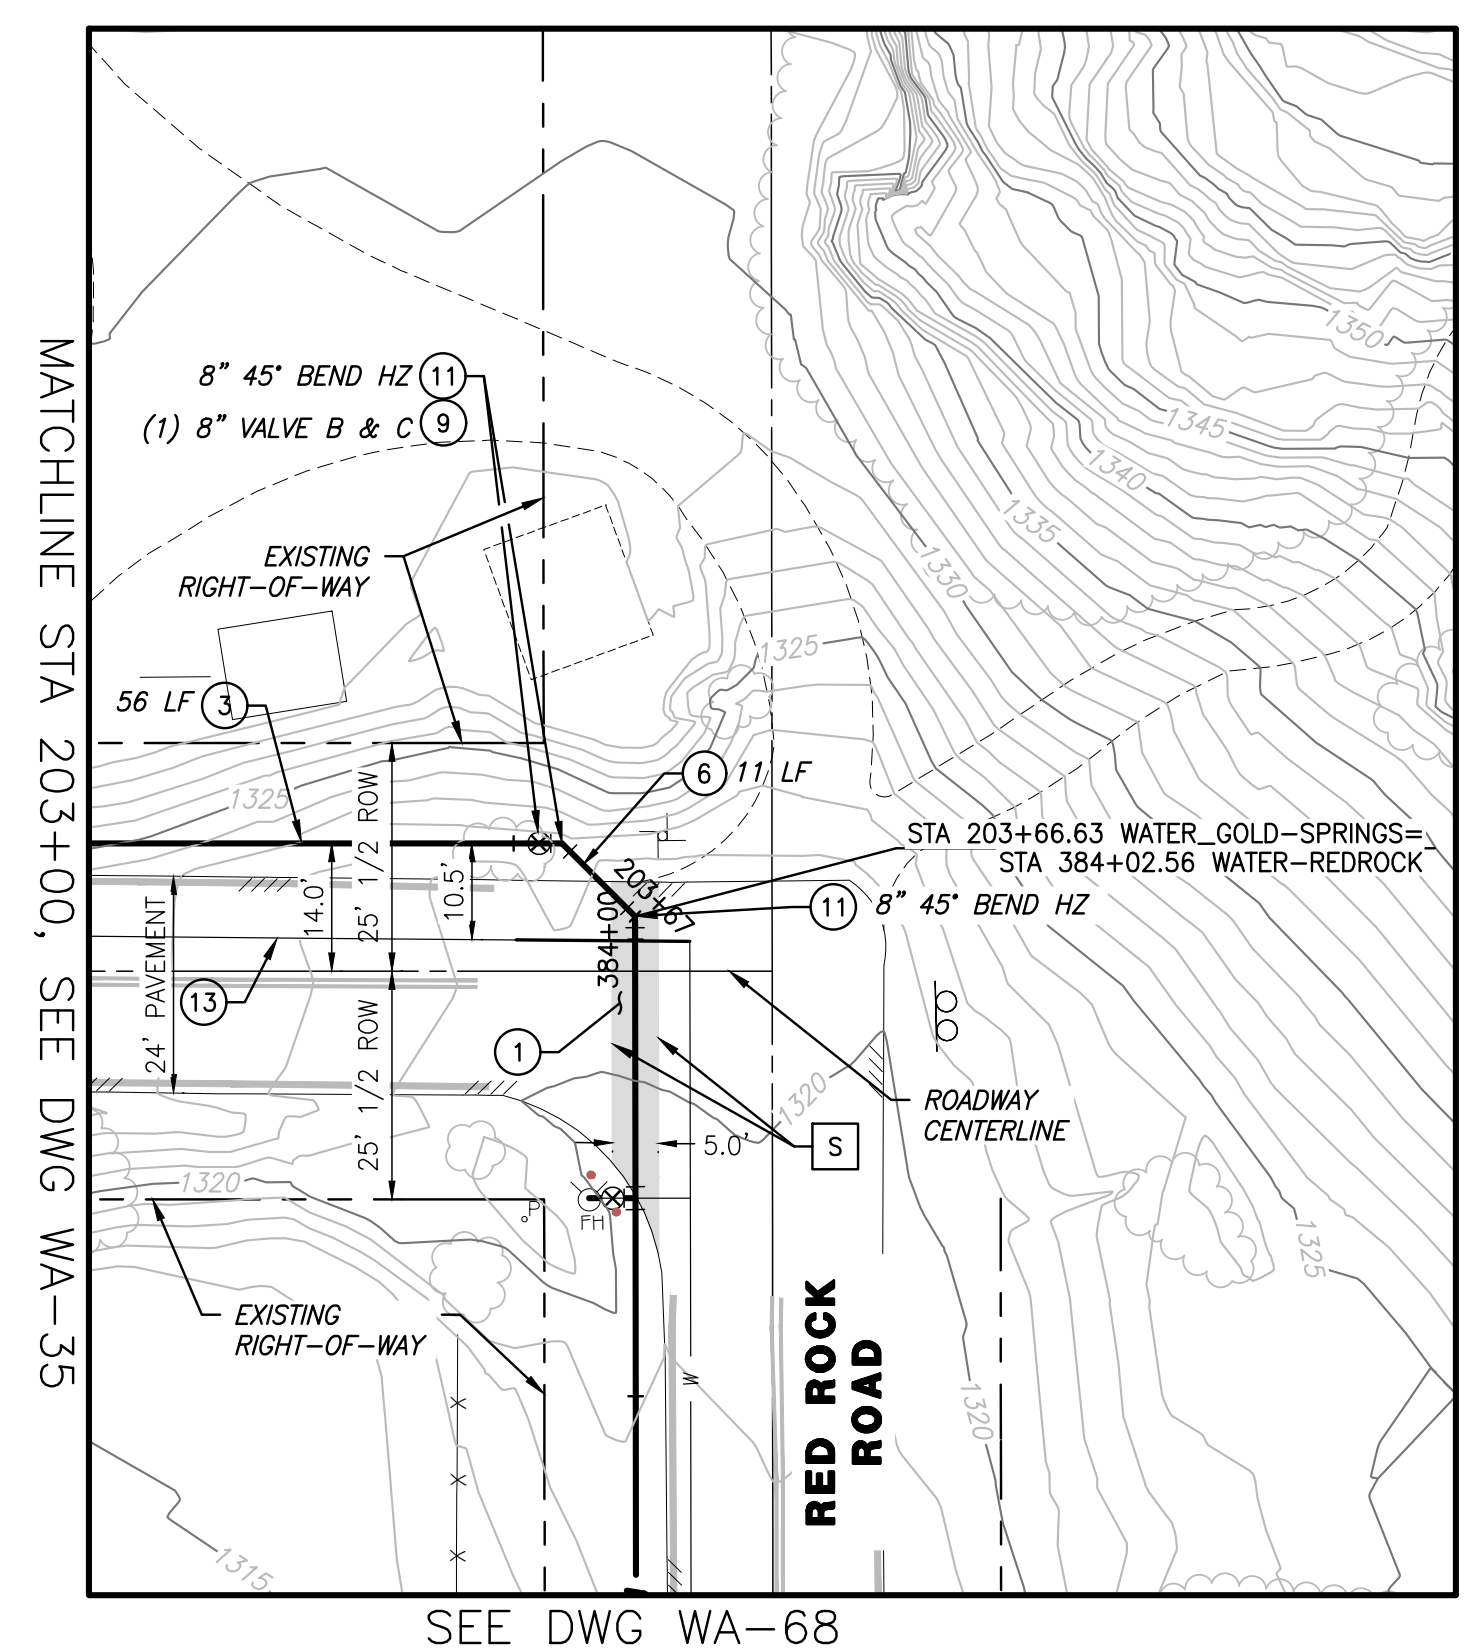 MATCHLINE STA 203+00, SEE DWG WA-35
8" 45° BEND HZ 11
(1) 8" VALVE B & C 9
1350
1345
1340
1335
1330
EXISTING
RIGHT-OF-WAY
1325
56 LF 3
6 11 LF
1325
25' 1/2 ROW
STA 203+66.63 WATER_GOLD-SPRINGS=
STA 384+02.56 WATER-REDROCK
203+67
384+00
11 8" 45° BEND HZ
14.0'
10.5'
24' PAVEMENT
13
25' 1/2 ROW
1
1320
ROADWAY
CENTERLINE
5.0'
S
1320
P
FH
1325
EXISTING
RIGHT-OF-WAY
RED ROCK
ROAD
W
1320
1315
SEE DWG WA-68